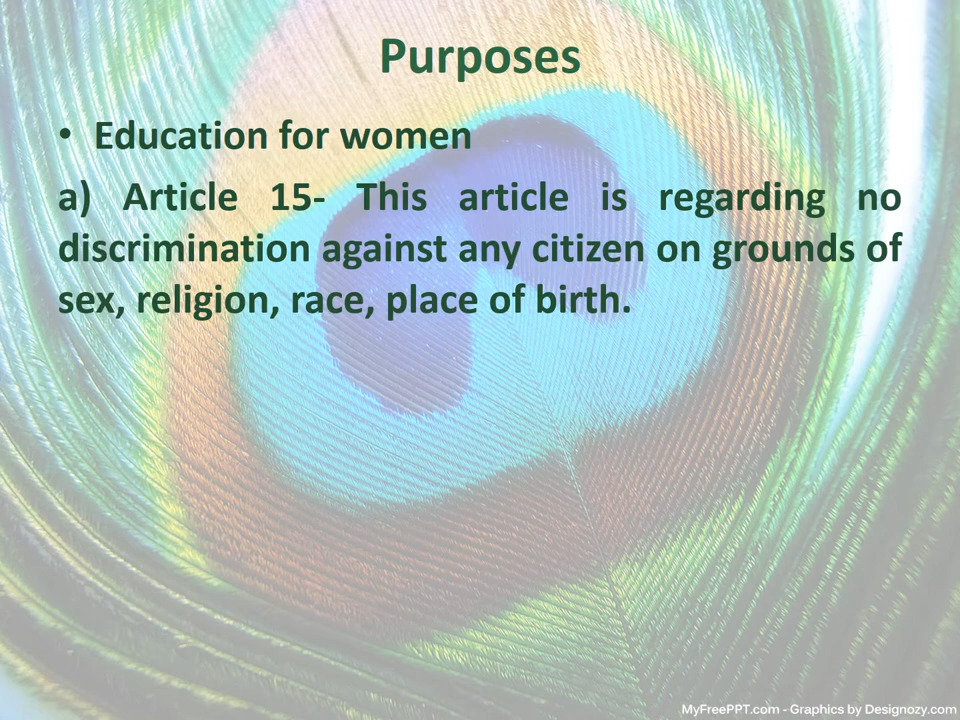 Purposes
• Education for women
a) Article 15- This article is regarding no
discrimination against any citizen on grounds of
sex, religion, race, place of birth.
MyFreePPT.com - Graphics by Designozy.com